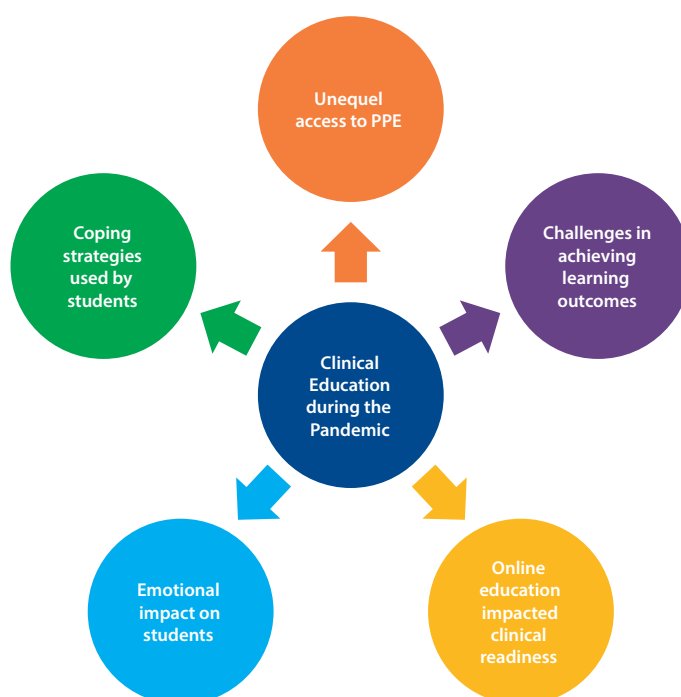 Unequel
access to PPE
Coping
strategies
used by
students
Challenges in
achieving
learning
outcomes
Clinical
Education
during the
Pandemic
Emotional
impact on
students
Online
education
impacted
clinical
readiness